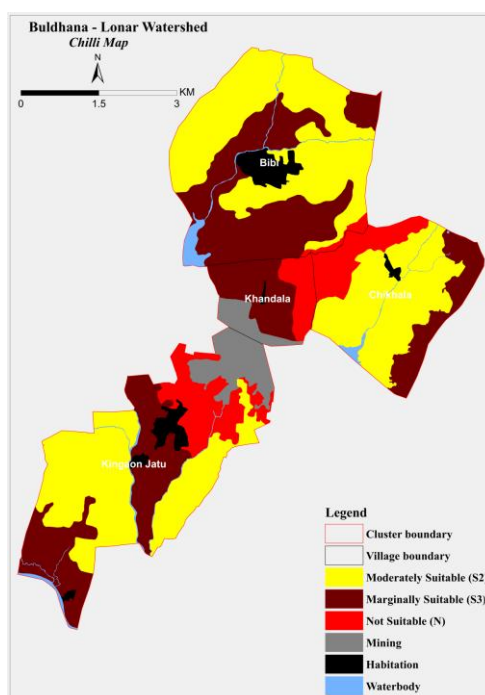 Buldhana - Lonar Watershed
Chilli Map
N
KM
0 1.5 3
Bibi
Khandala
Chikhala
Kingaon Jatu
Legend
Cluster boundary
Village boundary
Moderately Suitable (S2
Marginally Suitable (S3)
Not Suitable (N)
Mining
Habitation
Waterbody